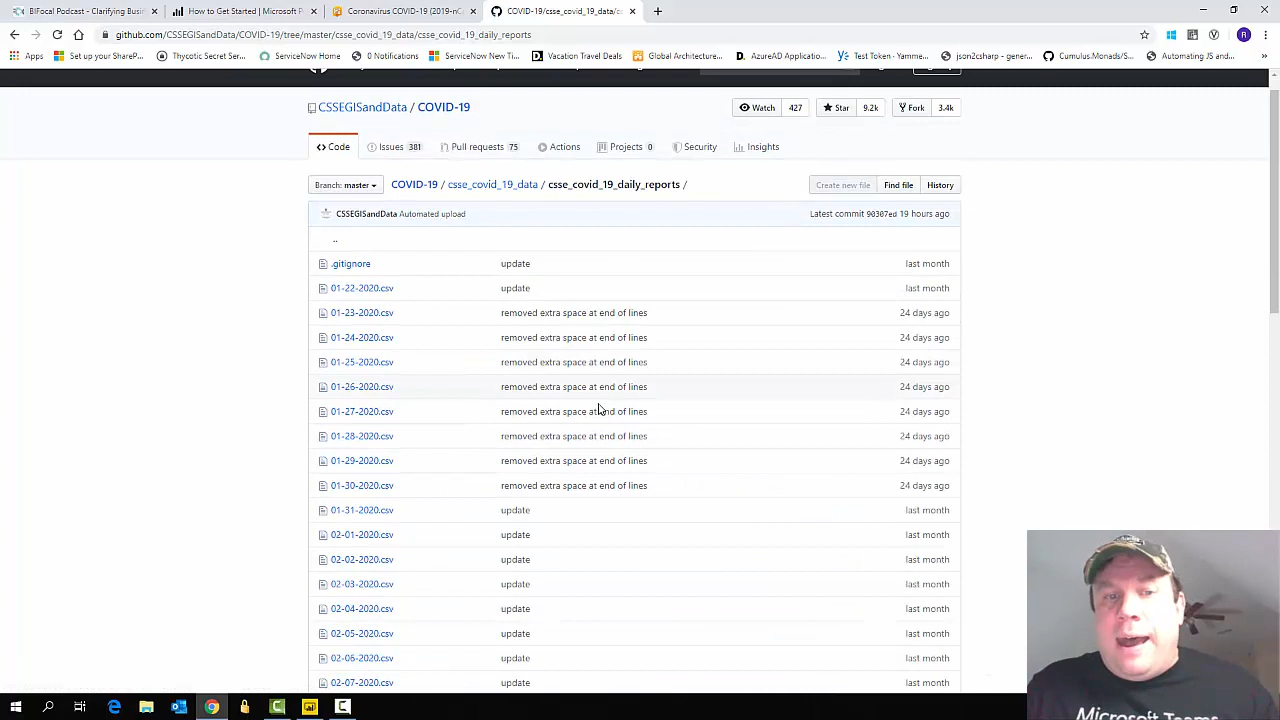 BIFocal Podcast - Clarifying Busi
How to Get Started | Microsoft P
Coronavirus COVID-19 (2019-nC
COVID-19/csse_covid_19_data/c
github.com/CSSEGISandData/COVID-19/tree/master/csse_covid_19_data/csse_covid_19_daily_reports
Apps
Set up your ShareP...
Thycotic Secret Ser...
ServiceNow Home
0 Notifications
ServiceNow New Ti...
Vacation Travel Deals
Global Architectur...
AzureAD Applicatio...
Test Token - Yamme...
json2csharp - gener...
Cumulus.Monads/S...
Automating JS and...
CSSEGISandData / COVID-19
Watch 427
Star 9.2k
Fork 3.4k
Code
Issues 381
Pull requests 75
Actions
Projects 0
Security
Insights
Branch: master
COVID-19 / csse_covid_19_data / csse_covid_19_daily_reports /
Create new file
Find file
History
CSSEGISandData Automated upload
Latest commit 90307ed 19 hours ago
..
.gitignore update last month
01-22-2020.csv update last month
01-23-2020.csv removed extra space at end of lines 24 days ago
01-24-2020.csv removed extra space at end of lines 24 days ago
01-25-2020.csv removed extra space at end of lines 24 days ago
01-26-2020.csv removed extra space at end of lines 24 days ago
01-27-2020.csv removed extra space at end of lines 24 days ago
01-28-2020.csv removed extra space at end of lines 24 days ago
01-29-2020.csv removed extra space at end of lines 24 days ago
01-30-2020.csv removed extra space at end of lines 24 days ago
01-31-2020.csv update last month
02-01-2020.csv update last month
02-02-2020.csv update last month
02-03-2020.csv update last month
02-04-2020.csv update
02-05-2020.csv update
02-06-2020.csv update
02-07-2020.csv update
Microsoft Teams